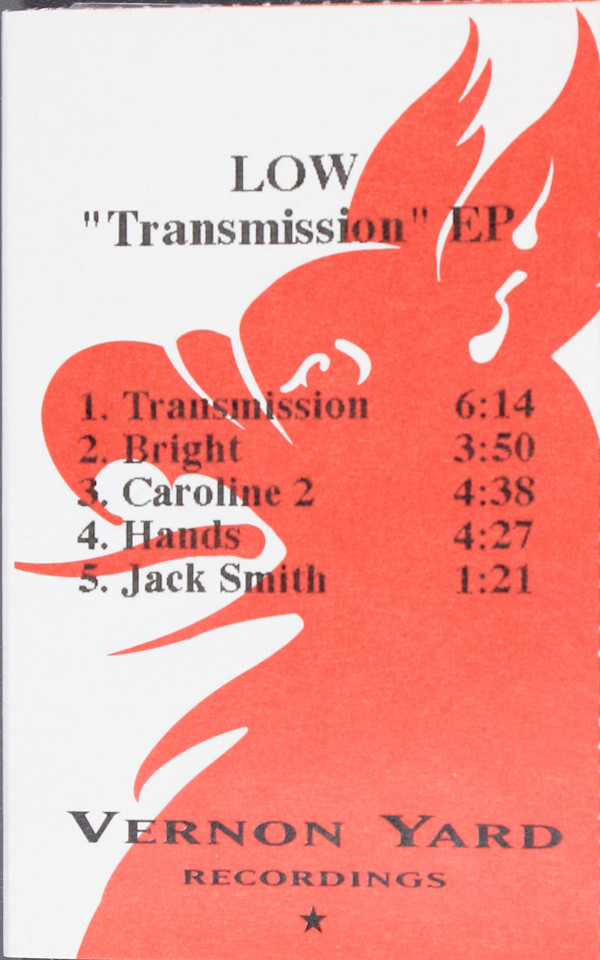 LOW
"Transmission" EP
1. Transmission 6:14
2. Bright 3:50
3. Caroline 2 4:38
4. Hands 4:27
5. Jack Smith 1:21
VERNON YARD
RECORDINGS